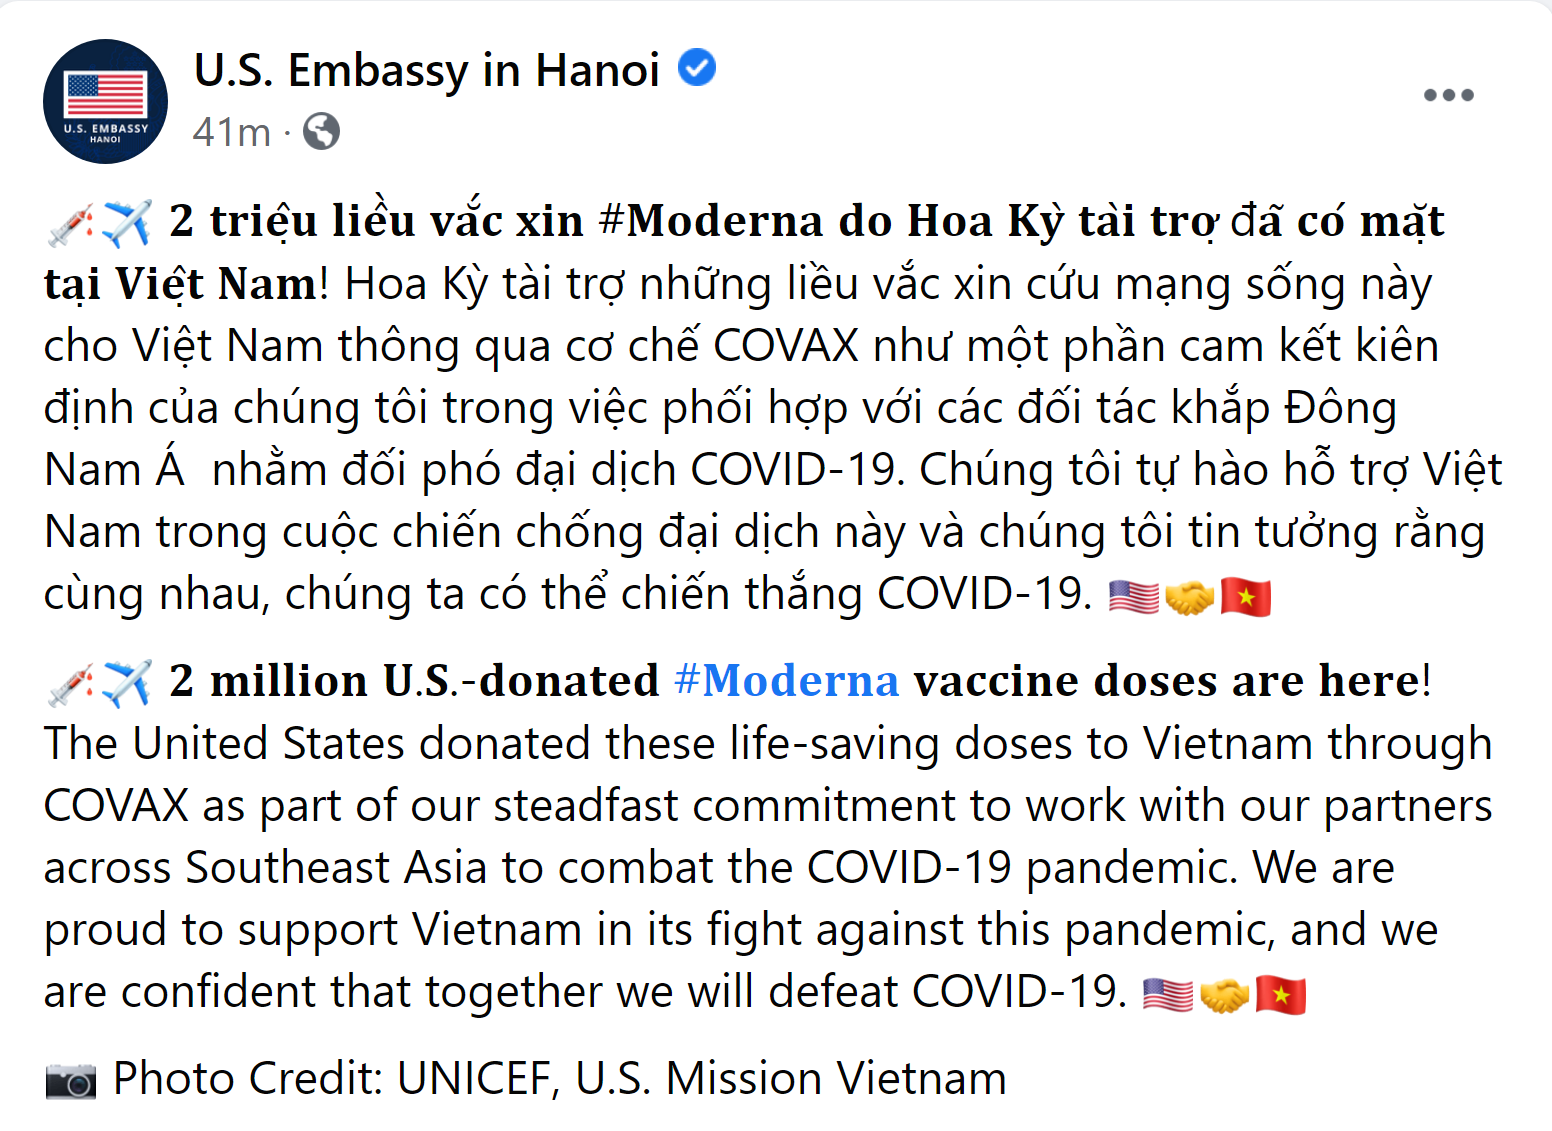 U.S. Embassy in Hanoi
U.S. EMBASSY
HANOI
41m ·
💉✈️ 2 triệu liều vắc xin #Moderna do Hoa Kỳ tài trợ đã có mặt
tại Việt Nam! Hoa Kỳ tài trợ những liều vắc xin cứu mạng sống này
cho Việt Nam thông qua cơ chế COVAX như một phần cam kết kiên
định của chúng tôi trong việc phối hợp với các đối tác khắp Đông
Nam Á nhằm đối phó đại dịch COVID-19. Chúng tôi tự hào hỗ trợ Việt
Nam trong cuộc chiến chống đại dịch này và chúng tôi tin tưởng rằng
cùng nhau, chúng ta có thể chiến thắng COVID-19. 🇺🇸🤝🇻🇳
💉✈️ 2 million U.S.-donated #Moderna vaccine doses are here!
The United States donated these life-saving doses to Vietnam through
COVAX as part of our steadfast commitment to work with our partners
across Southeast Asia to combat the COVID-19 pandemic. We are
proud to support Vietnam in its fight against this pandemic, and we
are confident that together we will defeat COVID-19. 🇺🇸🤝🇻🇳
📷 Photo Credit: UNICEF, U.S. Mission Vietnam